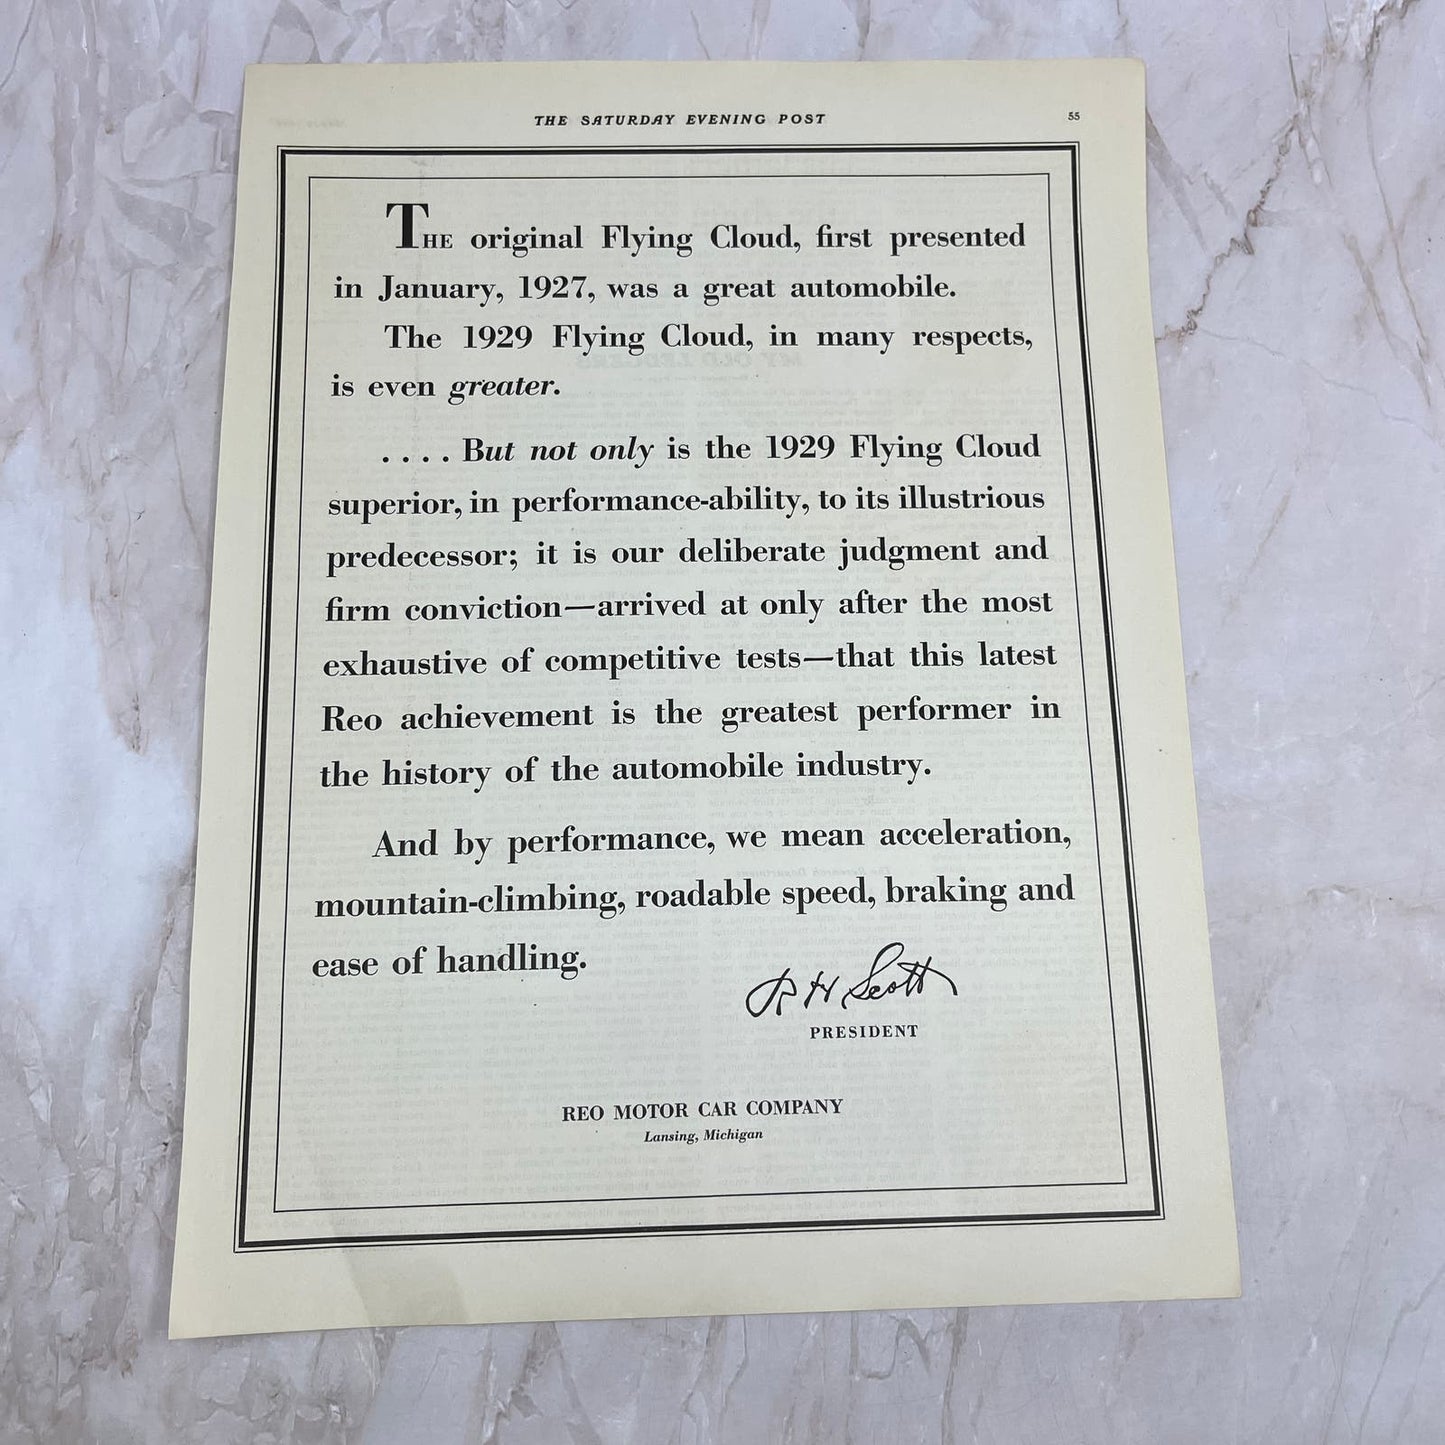 THE SATURDAY EVENING POST
55
THE original Flying Cloud, first presented
in January, 1927, was a great automobile.
The 1929 Flying Cloud, in many respects,
is even greater.
. . . . But not only is the 1929 Flying Cloud
superior, in performance-ability, to its illustrious
predecessor; it is our deliberate judgment and
firm conviction—arrived at only after the most
exhaustive of competitive tests—that this latest
Reo achievement is the greatest performer in
the history of the automobile industry.
And by performance, we mean acceleration,
mountain-climbing, roadable speed, braking and
ease of handling.
R H Scott
PRESIDENT
REO MOTOR CAR COMPANY
Lansing, Michigan